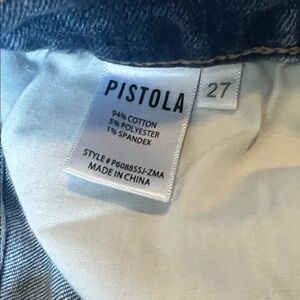 PISTOLA
27
94% COTTON
5% POLYESTER
1% SPANDEX
STYLE # P6088SSJ-ZMA
MADE IN CHINA